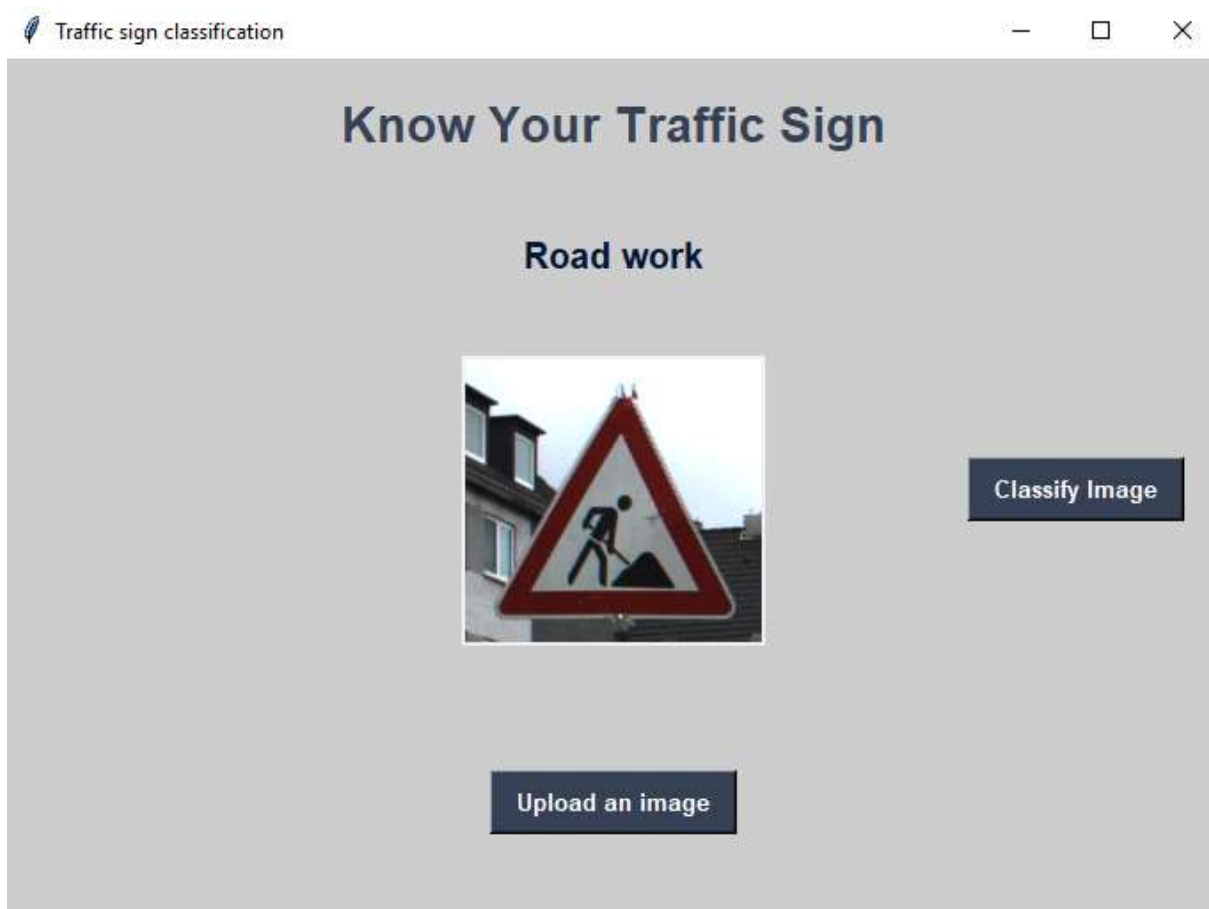 Traffic sign classification
Know Your Traffic Sign
Road work
Classify Image
Upload an image